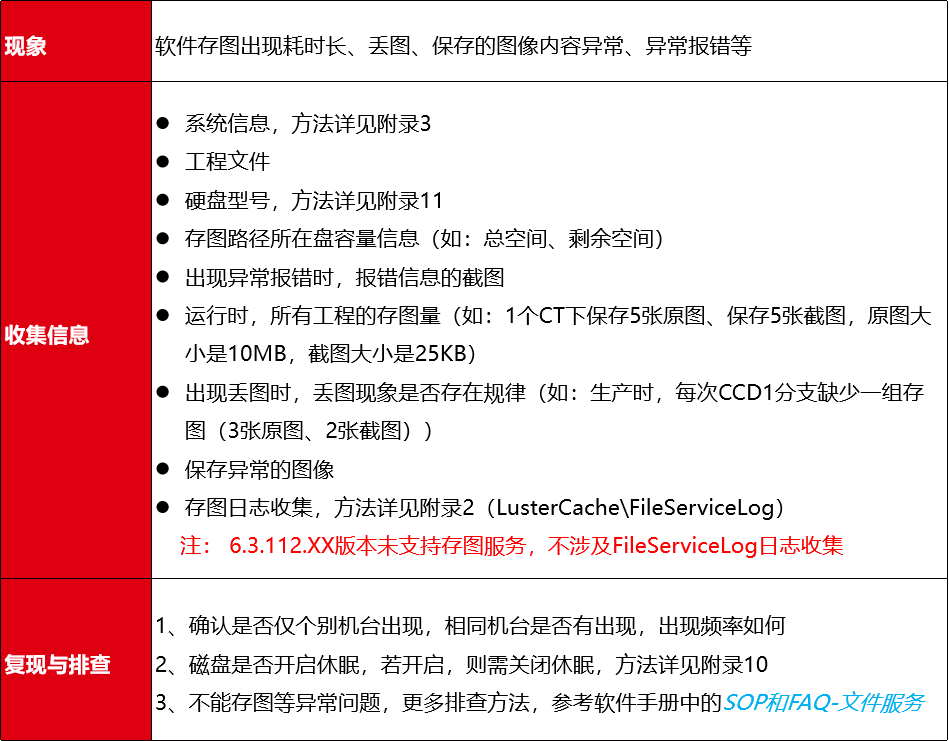 现象
软件存图出现耗时长、丢图、保存的图像内容异常、异常报错等
收集信息
● 系统信息，方法详见附录3
● 工程文件
● 硬盘型号，方法详见附录11
● 存图路径所在盘容量信息（如：总空间、剩余空间）
● 出现异常报错时，报错信息的截图
● 运行时，所有工程的存图量（如：1个CT下保存5张原图、保存5张截图，原图大
小是10MB，截图大小是25KB）
● 出现丢图时，丢图现象是否存在规律（如：生产时，每次CCD1分支缺少一组存
图（3张原图、2张截图））
● 保存异常的图像
● 存图日志收集，方法详见附录2（LusterCache\FileServiceLog）
注： 6.3.112.XX版本未支持存图服务，不涉及FileServiceLog日志收集
复现与排查
1、确认是否仅个别机台出现，相同机台是否有出现，出现频率如何
2、磁盘是否开启休眠，若开启，则需关闭休眠，方法详见附录10
3、不能存图等异常问题，更多排查方法，参考软件手册中的SOP和FAQ-文件服务